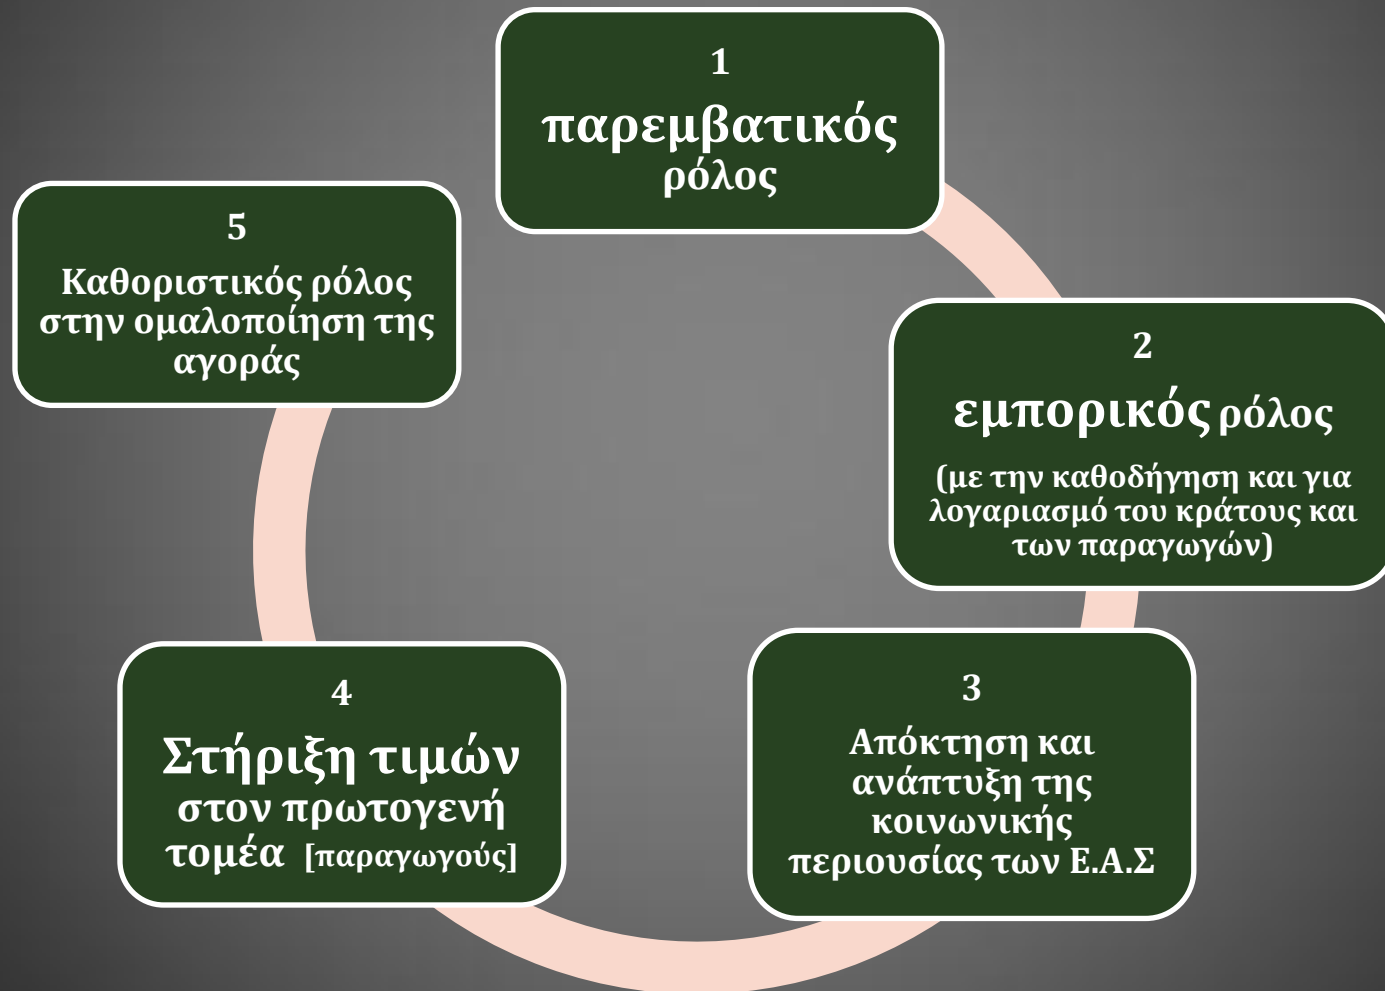 1
παρεμβατικός
ρόλος
2
εμπορικός ρόλος
(με την καθοδήγηση και για
λογαριασμό του κράτους και
των παραγωγών)
3
Απόκτηση και
ανάπτυξη της
κοινωνικής
περιουσίας των Ε.Α.Σ
4
Στήριξη τιμών
στον πρωτογενή
τομέα [παραγωγούς]
5
Καθοριστικός ρόλος
στην ομαλοποίηση της
αγοράς